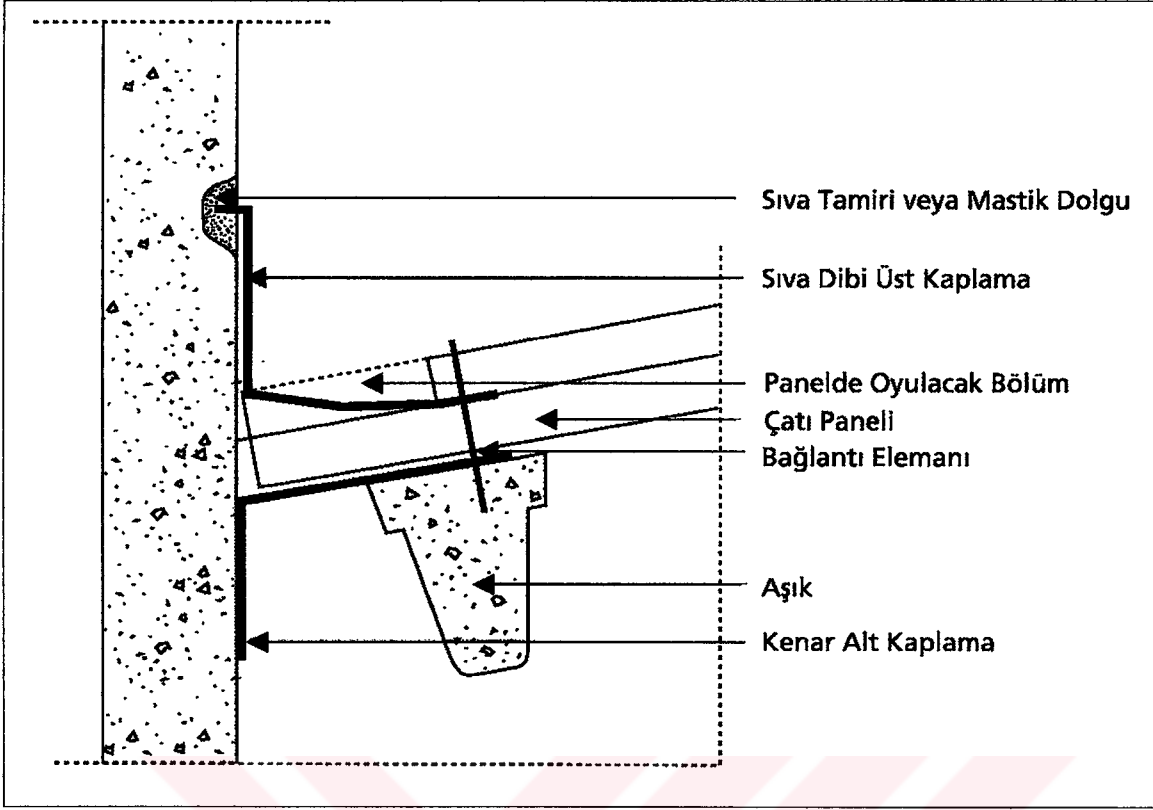 Sıva Tamiri veya Mastik Dolgu
Sıva Dibi Üst Kaplama
Panelde Oyulacak Bölüm
Çatı Paneli
Bağlantı Elemanı
Aşık
Kenar Alt Kaplama